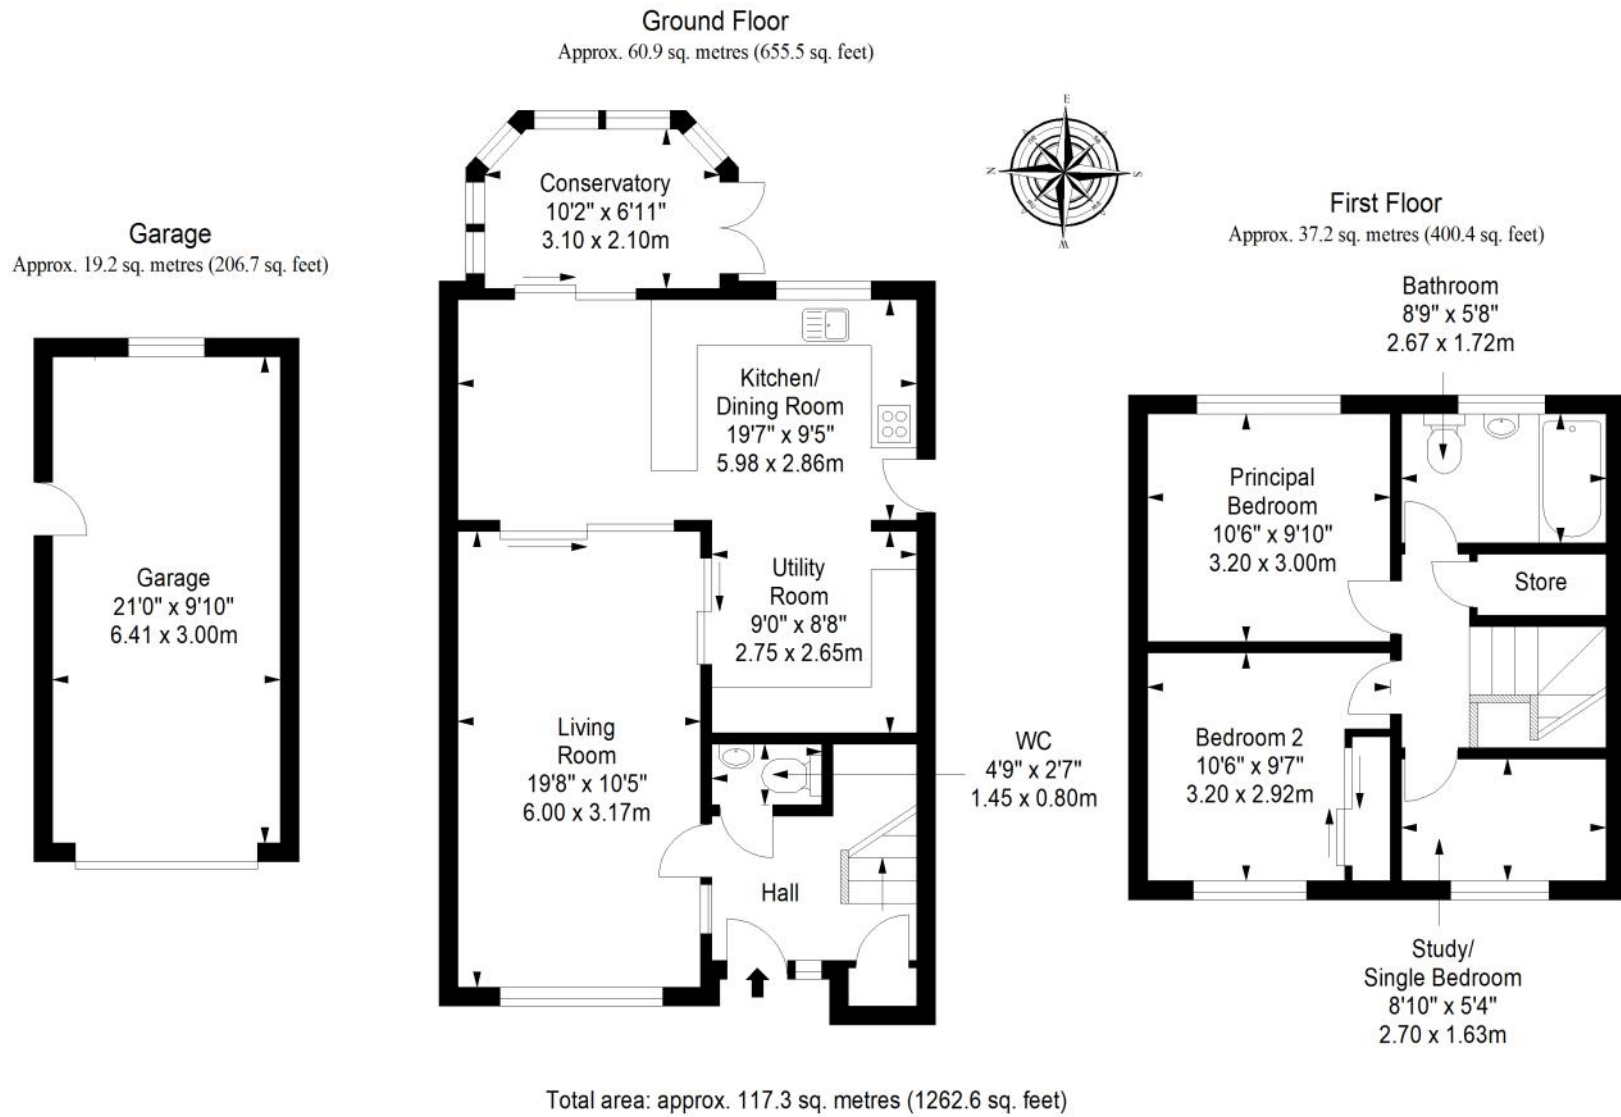 Ground Floor
Approx. 60.9 sq. metres (655.5 sq. feet)
E
N
S
W
Conservatory
10'2" x 6'11"
3.10 x 2.10m
Garage
Approx. 19.2 sq. metres (206.7 sq. feet)
First Floor
Approx. 37.2 sq. metres (400.4 sq. feet)
Bathroom
8'9" x 5'8"
2.67 x 1.72m
Kitchen/
Dining Room
19'7" x 9'5"
5.98 x 2.86m
Principal
Bedroom
10'6" x 9'10"
3.20 x 3.00m
Garage
21'0" x 9'10"
6.41 x 3.00m
Utility
Room
9'0" x 8'8"
2.75 x 2.65m
Store
Living
Room
19'8" x 10'5"
6.00 x 3.17m
WC
4'9" x 2'7"
1.45 x 0.80m
Bedroom 2
10'6" x 9'7"
3.20 x 2.92m
Hall
Study/
Single Bedroom
8'10" x 5'4"
2.70 x 1.63m
Total area: approx. 117.3 sq. metres (1262.6 sq. feet)